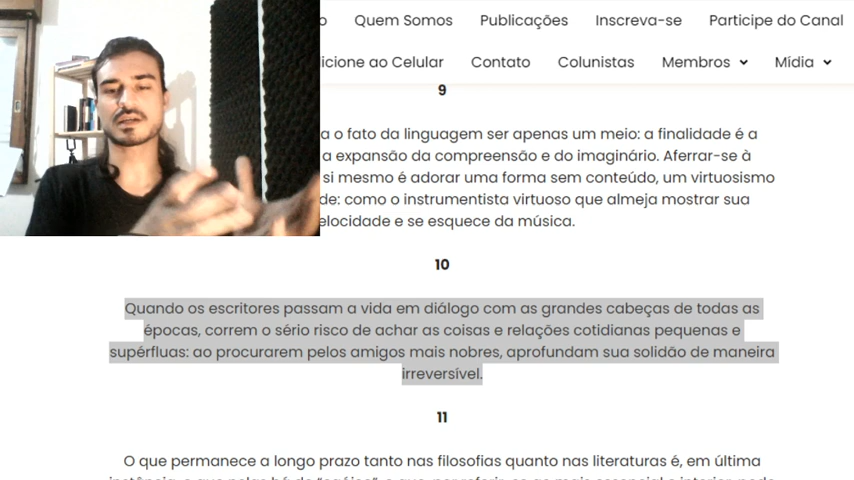 o Quem Somos Publicações Inscreva-se Participe do Canal
icione ao Celular Contato Colunistas Membros Mídia
9
a o fato da linguagem ser apenas um meio: a finalidade é a
a expansão da compreensão e do imaginário. Aferrar-se à
si mesmo é adorar uma forma sem conteúdo, um virtuosismo
de: como o instrumentista virtuoso que almeja mostrar sua
elocidade e se esquece da música.
10
Quando os escritores passam a vida em diálogo com as grandes cabeças de todas as
épocas, correm o sério risco de achar as coisas e relações cotidianas pequenas e
supérfluas: ao procurarem pelos amigos mais nobres, aprofundam sua solidão de maneira
irreversível.
11
O que permanece a longo prazo tanto nas filosofias quanto nas literaturas é, em última